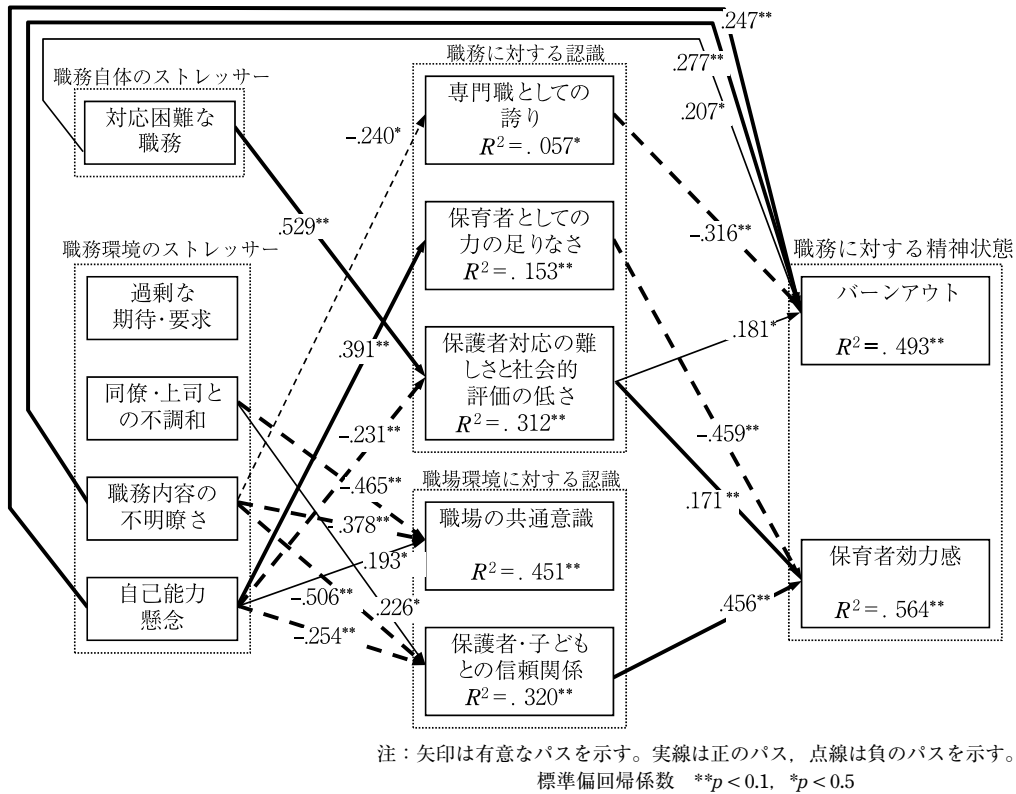 .247**
.277**
.207*
職務自体のストレッサー
対応困難な
職務
職務環境のストレッサー
過剰な
期待・要求
同僚・上司と
の不調和
職務内容の
不明瞭さ
自己能力
懸念
–.240*
.529**
.391**
–.231**
–.465**
–.378**
.193*
–.506**
.226*
–.254**
職務に対する認識
専門職としての
誇り
R²=. 057*
保育者としての
力の足りなさ
R²=. 153**
保護者対応の難
しさと社会的
評価の低さ
R²=. 312**
職場環境に対する認識
職場の共通意識
R²=. 451**
保護者・子ども
との信頼関係
R²=. 320**
–.316**
.181*
–.459**
.171**
.456**
職務に対する精神状態
バーンアウト
R²=. 493**
保育者効力感
R²=. 564**
注：矢印は有意なパスを示す。実線は正のパス，点線は負のパスを示す。
標準偏回帰係数　**p＜0.1，*p＜0.5